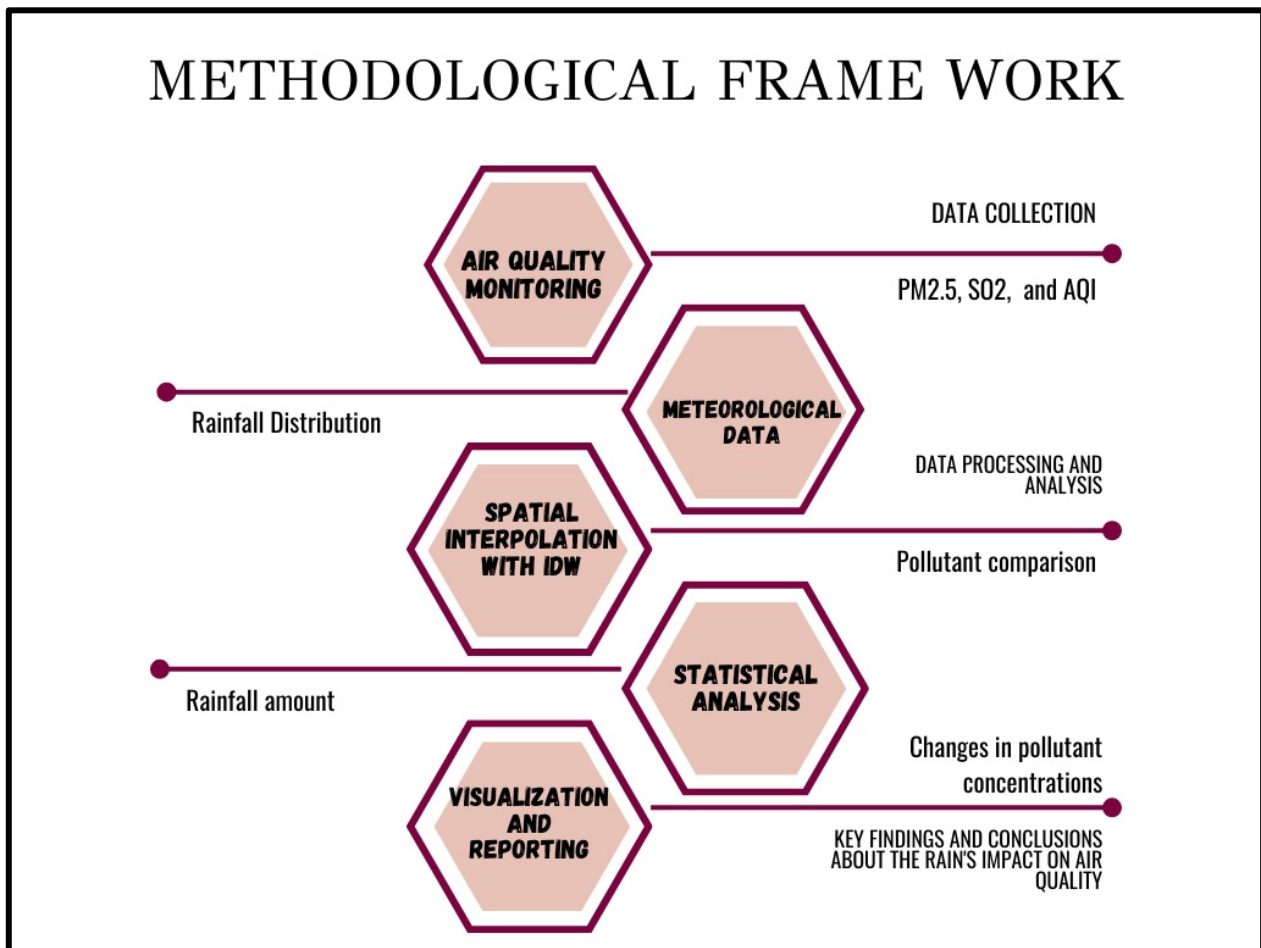 METHODOLOGICAL FRAME WORK
AIR QUALITY
MONITORING
DATA COLLECTION
PM2.5, SO2, and AQI
METEOROLOGICAL
DATA
Rainfall Distribution
SPATIAL
INTERPOLATION
WITH IDW
DATA PROCESSING AND
ANALYSIS
Pollutant comparison
STATISTICAL
ANALYSIS
Rainfall amount
VISUALIZATION
AND
REPORTING
Changes in pollutant
concentrations
KEY FINDINGS AND CONCLUSIONS
ABOUT THE RAIN'S IMPACT ON AIR
QUALITY